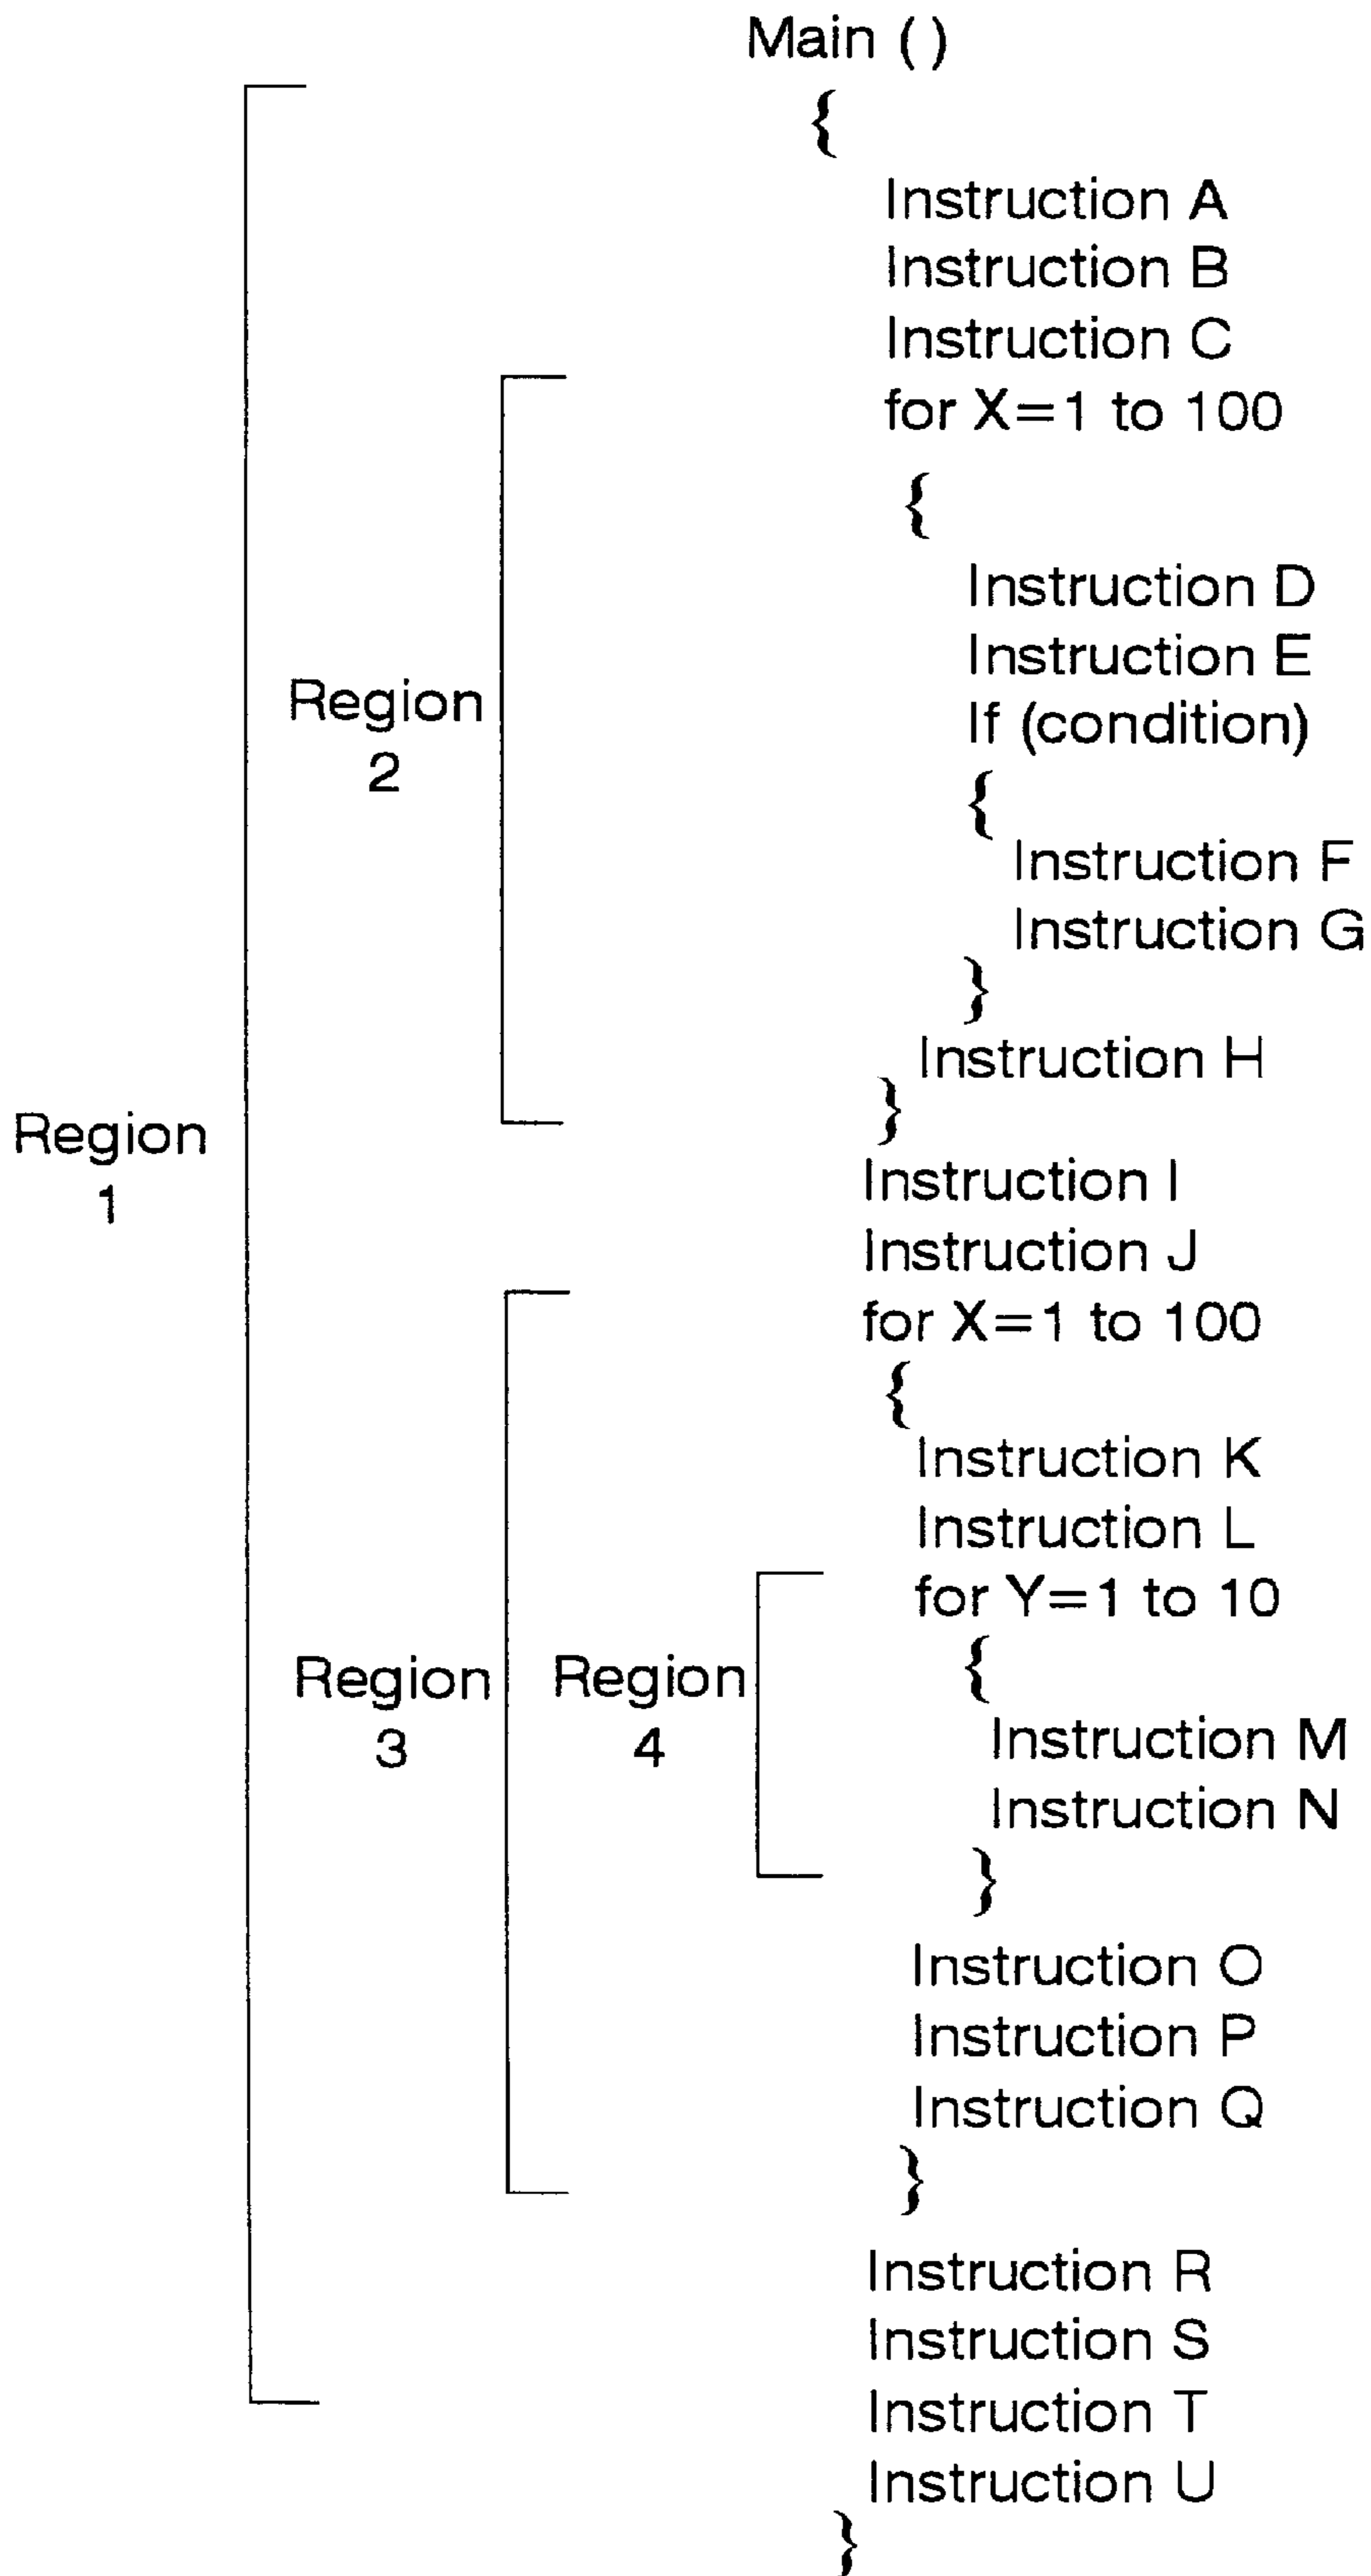 Main ( )
{
Instruction A
Instruction B
Instruction C
for X=1 to 100
{
Instruction D
Instruction E
If (condition)
{
Instruction F
Instruction G
}
Instruction H
}
Region
2
Region
1
Instruction I
Instruction J
for X=1 to 100
{
Instruction K
Instruction L
for Y=1 to 10
{
Instruction M
Instruction N
}
Region
3
Region
4
Instruction O
Instruction P
Instruction Q
}
Instruction R
Instruction S
Instruction T
Instruction U
}